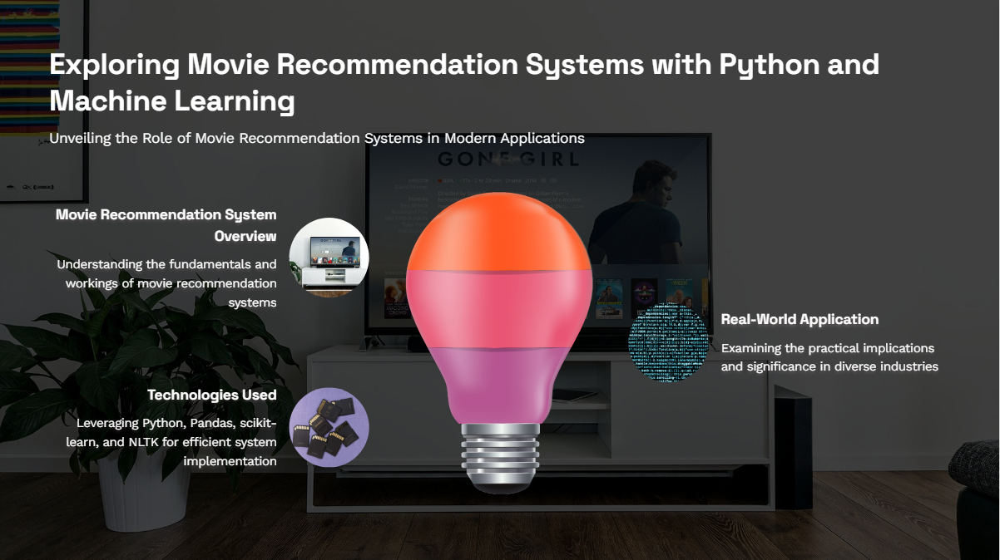 Exploring Movie Recommendation Systems with Python and
Machine Learning
Unveiling the Role of Movie Recommendation Systems in Modern Applications
GONE GIRL
Movie Recommendation System
Overview
Understanding the fundamentals and
workings of movie recommendation
systems
Real-World Application
Examining the practical implications
and significance in diverse industries
Technologies Used
Leveraging Python, Pandas, scikit-
learn, and NLTK for efficient system
implementation